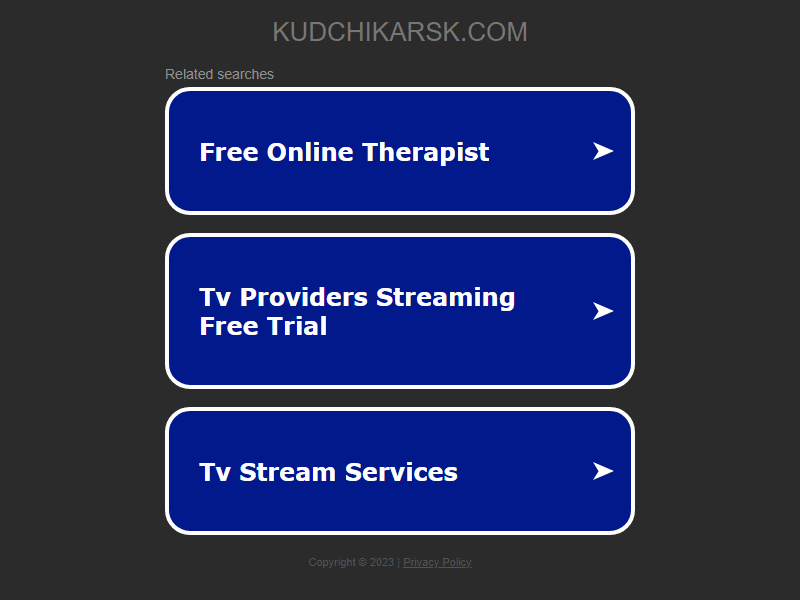 KUDCHIKARSK.COM
Related searches
Free Online Therapist
Tv Providers Streaming
Free Trial
Tv Stream Services
Copyright © 2023 | Privacy Policy